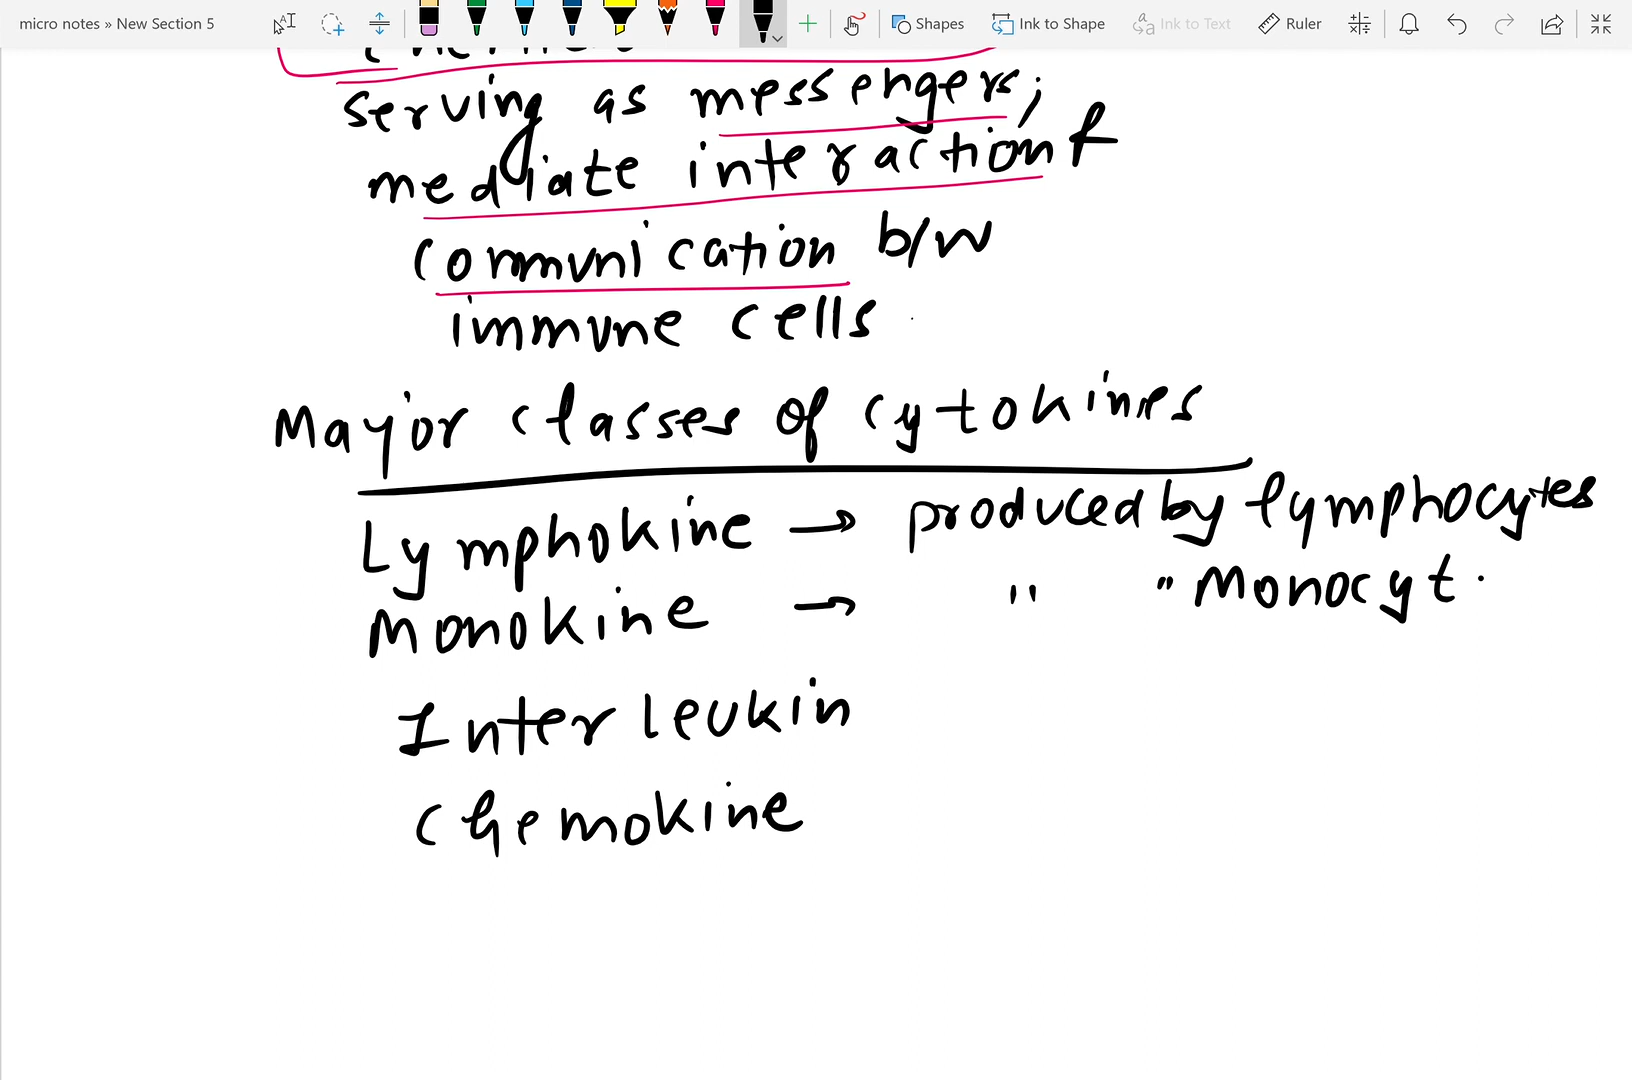 micro notes » New Section 5 Shapes Ink to Shape Ink to Text Ruler
serving as messengers;
mediate interaction &
communication b/w
immune cells
Major classes of cytokines
Lymphokine → produced by lymphocytes
Monokine → " " Monocyt.
Interleukin
Chemokine